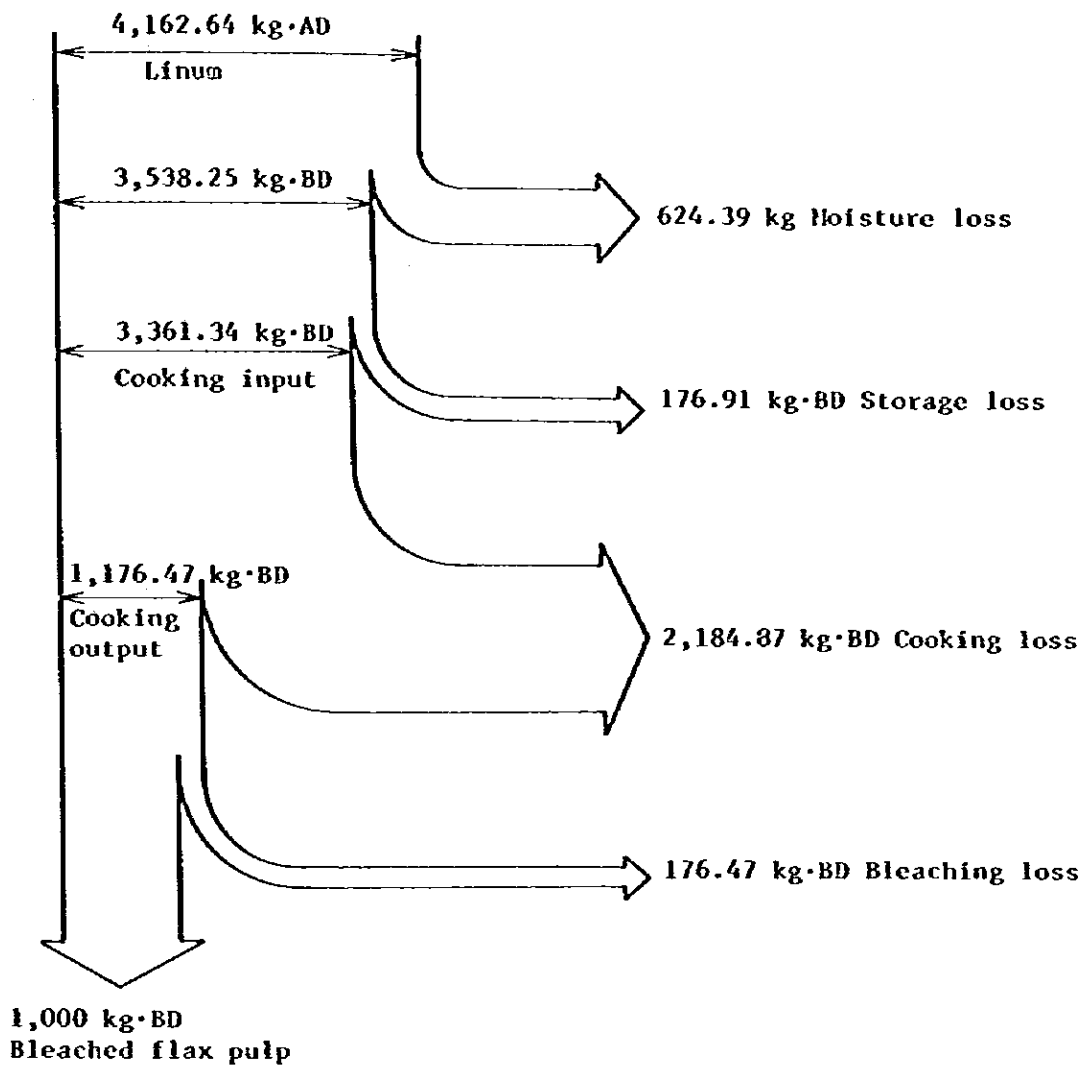 4,162.64 kg·AD
Linum
3,538.25 kg·BD
624.39 kg Moisture loss
3,361.34 kg·BD
Cooking input
176.91 kg·BD Storage loss
1,176.47 kg·BD
Cooking
output
2,184.87 kg·BD Cooking loss
176.47 kg·BD Bleaching loss
1,000 kg·BD
Bleached flax pulp